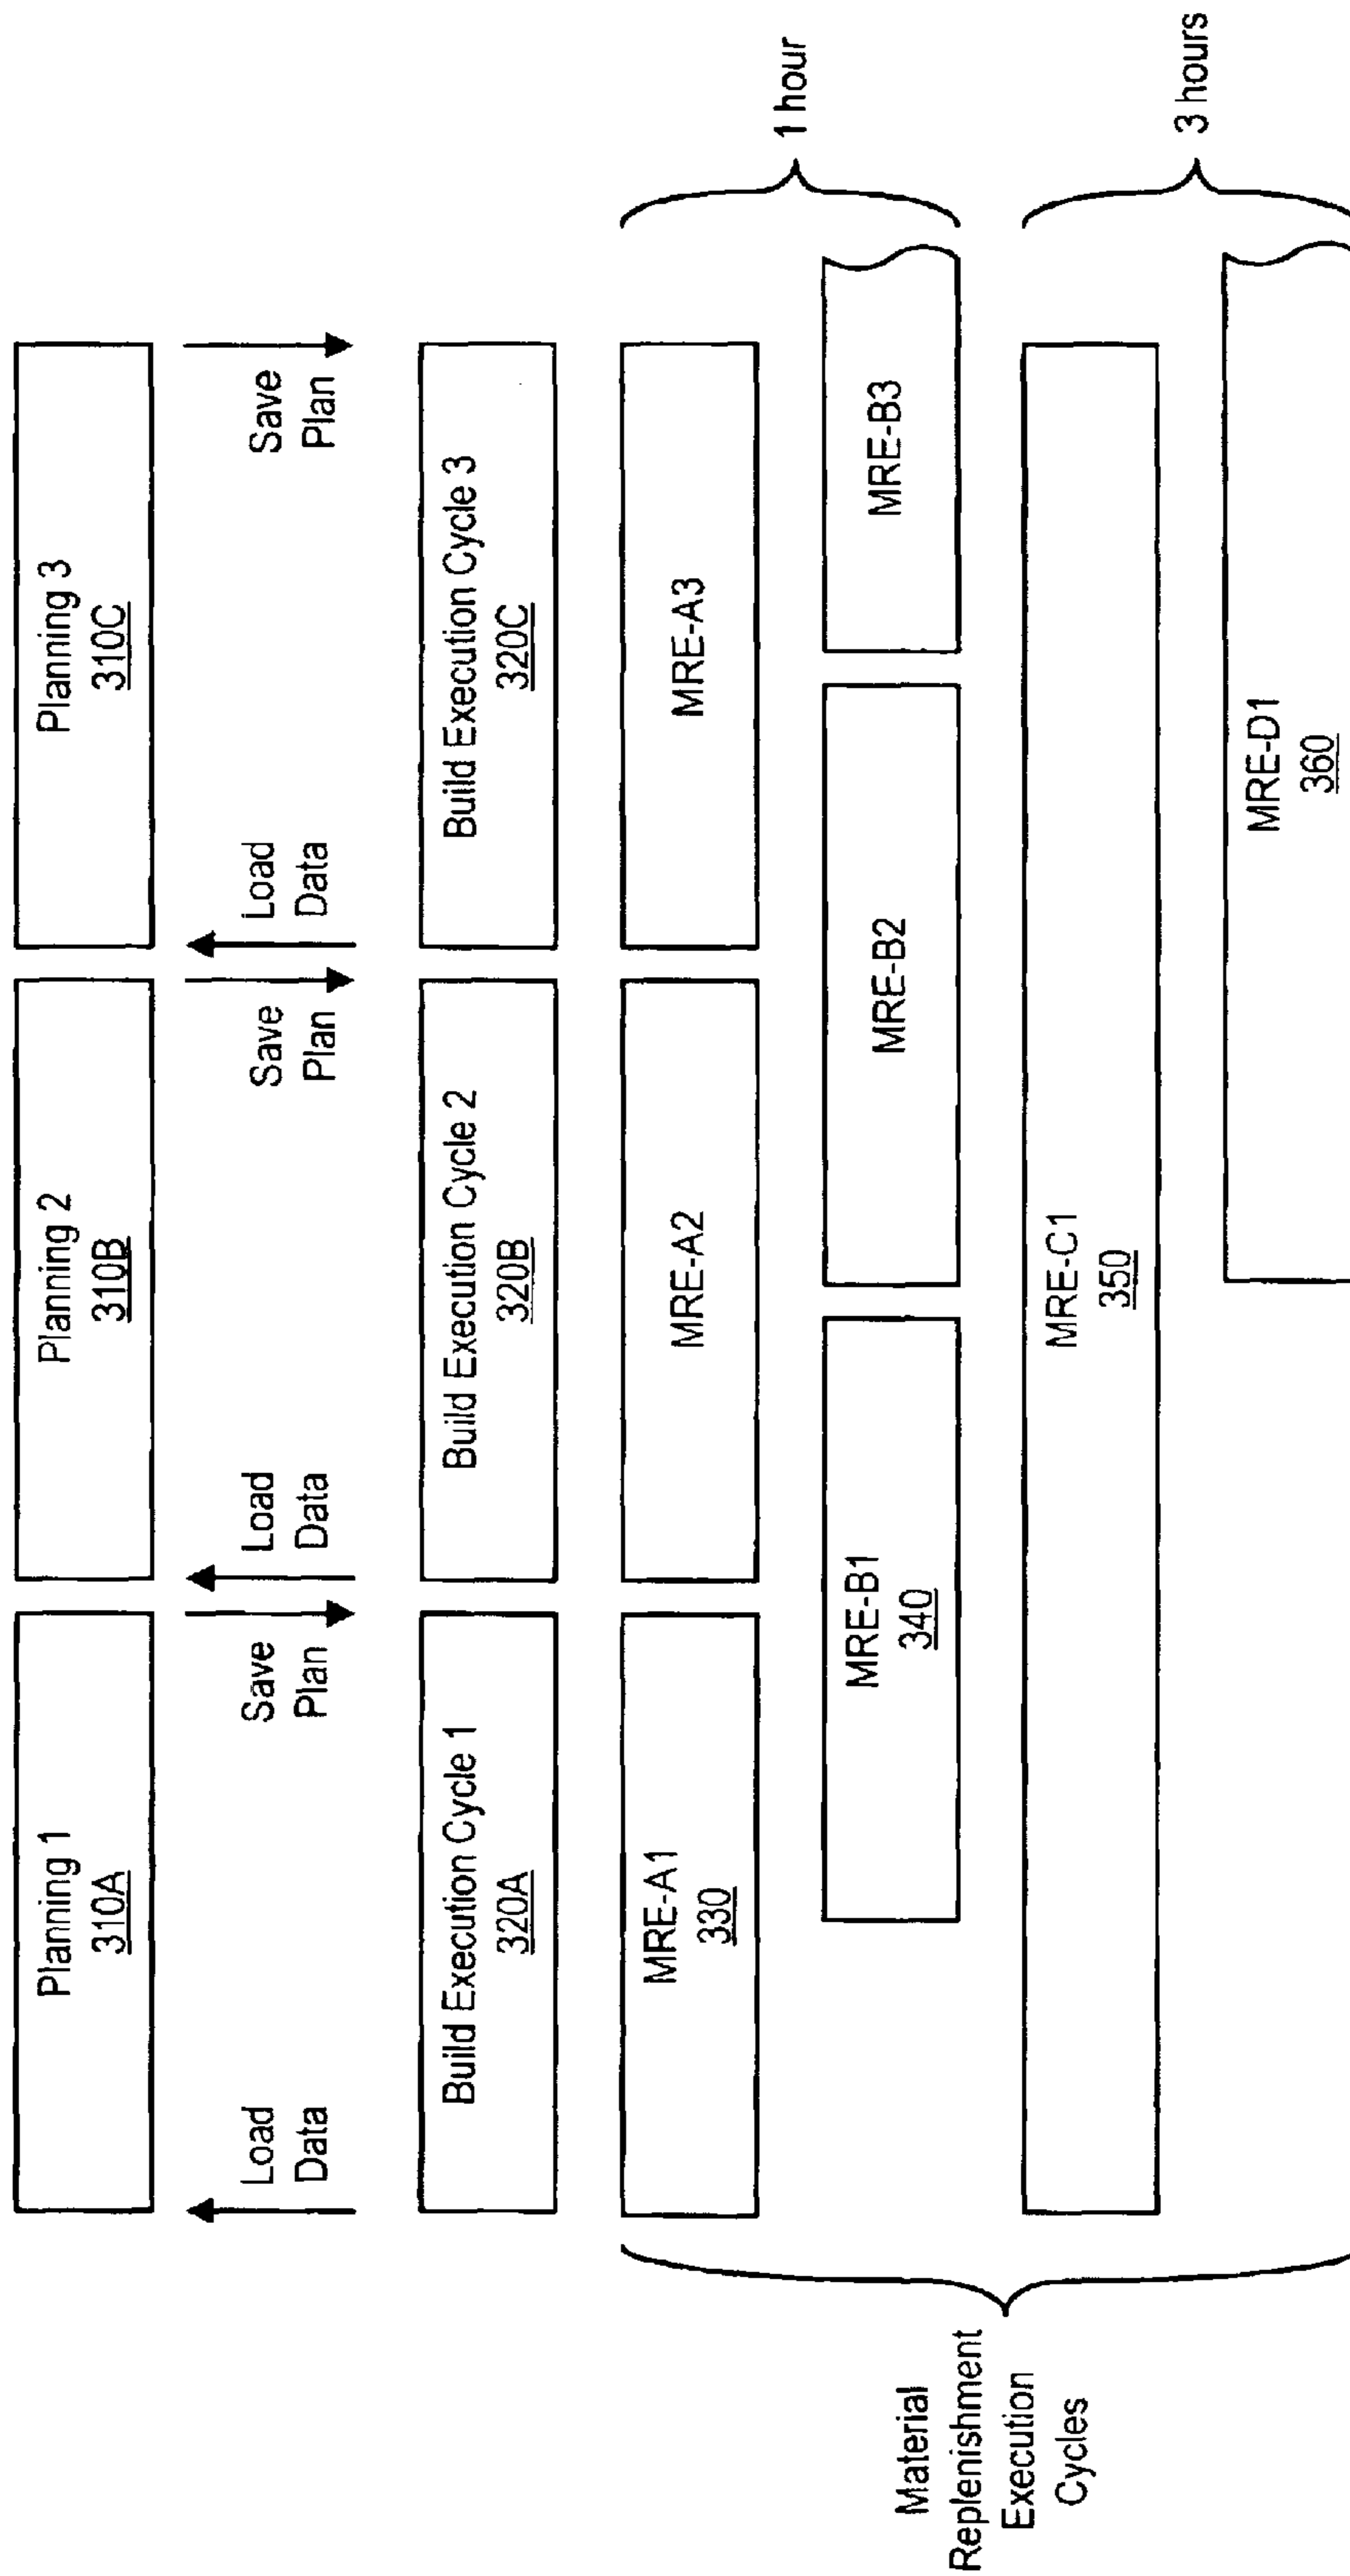 Planning 1
310A
Planning 2
310B
Planning 3
310C
Load
Data
Save
Plan
Load
Data
Save
Plan
Load
Data
Save
Plan
Build Execution Cycle 1
320A
Build Execution Cycle 2
320B
Build Execution Cycle 3
320C
MRE-A1
330
MRE-A2
MRE-A3
1 hour
MRE-B1
340
MRE-B2
MRE-B3
Material
Replenishment
Execution
Cycles
MRE-C1
350
3 hours
MRE-D1
360